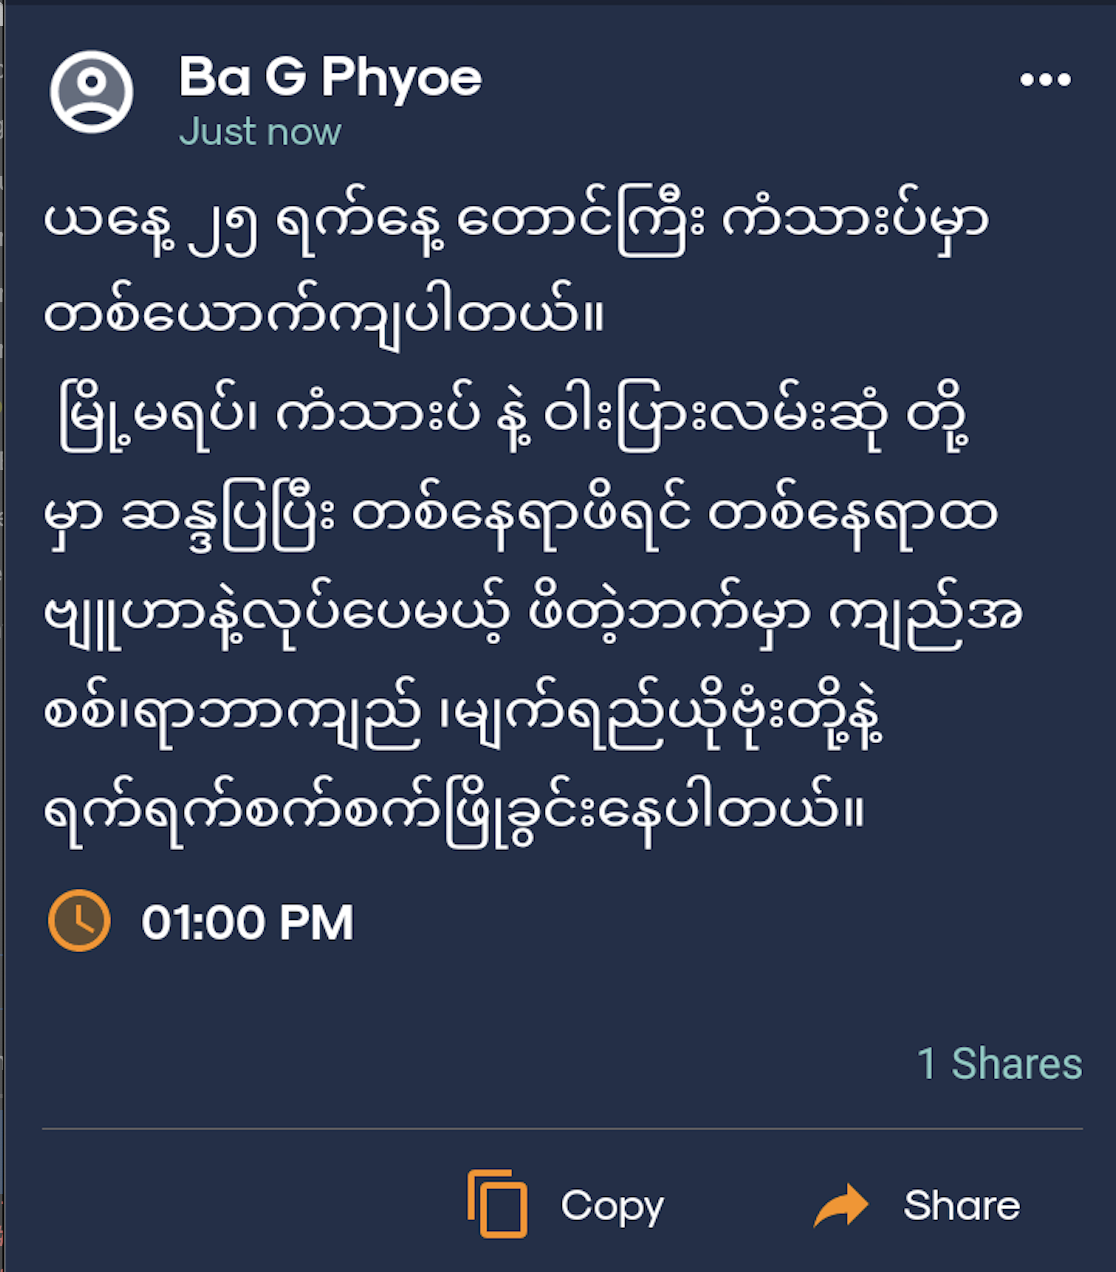 Ba G Phyoe
Just now
ယနေ့ ၂၅ ရက်နေ့ တောင်ကြီး ကံသားပ်မှာ
တစ်ယောက်ကျပါတယ်။
မြို့မရပ်၊ ကံသားပ် နဲ့ ဝါးပြားလမ်းဆုံ တို့
မှာ ဆန္ဒပြပြီး တစ်နေရာဖိရင် တစ်နေရာထ
ဗျူူဟာနဲ့လုပ်ပေမယ့် ဖိတဲ့ဘက်မှာ ကျည်အ
စစ်၊ရာဘာကျည် ၊မျက်ရည်ယိုဗုံးတို့နဲ့
ရက်ရက်စက်စက်ဖြိုခွင်းနေပါတယ်။
01:00 PM
1 Shares
Copy
Share